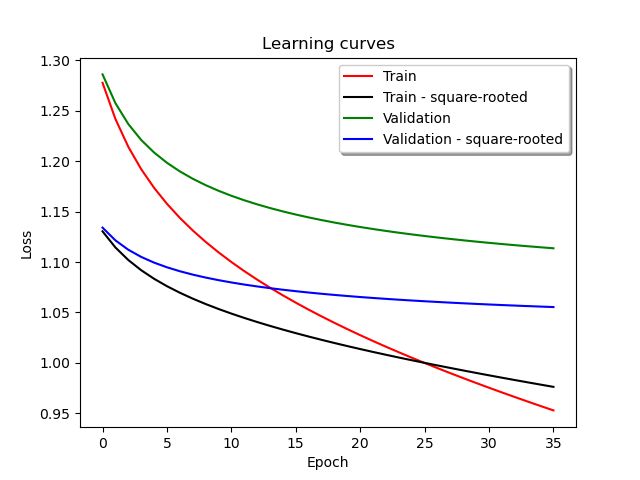 Learning curves
Train
Train - square-rooted
Validation
Validation - square-rooted
Loss
1.30
1.25
1.20
1.15
1.10
1.05
1.00
0.95
0 5 10 15 20 25 30 35
Epoch